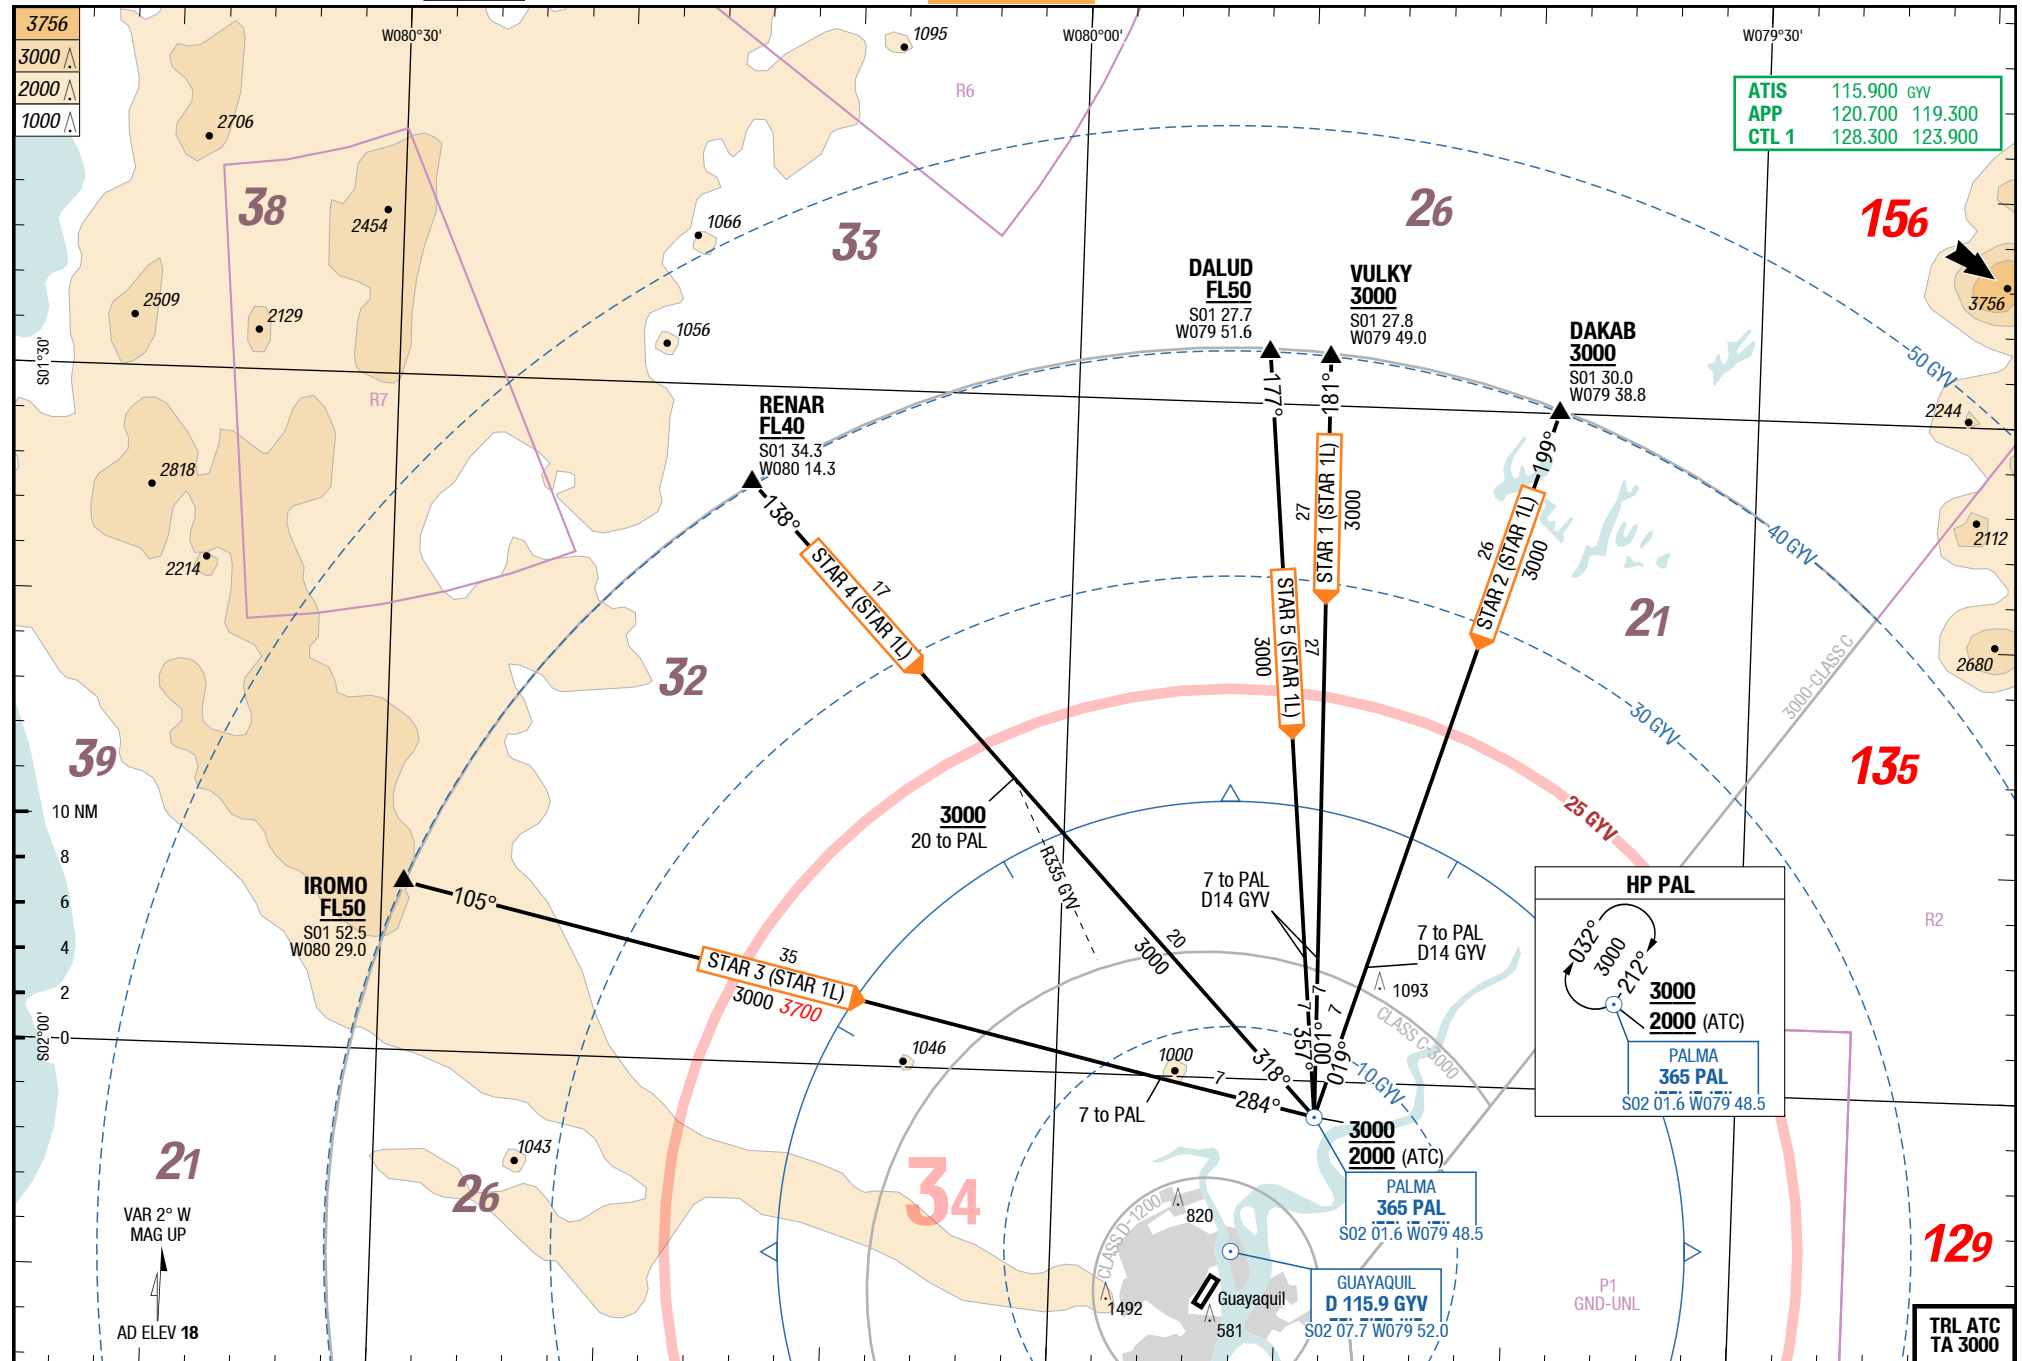 3756
3000
2000
1000
W080°30'
W080°00'
W079°30'
1095
R6
ATIS 115.900 GYV
APP 120.700 119.300
CTL 1 128.300 123.900
2706
38
2454
1066
33
26
156
3756
2509
2129
1056
DALUD
FL50
S01 27.7
W079 51.6
VULKY
3000
S01 27.8
W079 49.0
DAKAB
3000
S01 30.0
W079 38.8
50 GYV
S01°30'
R7
RENAR
FL40
S01 34.3
W080 14.3
177°
181°
199°
2244
2818
138°
STAR 4 (STAR 1L)
17
27
STAR 1 (STAR 1L)
3000
26
STAR 2 (STAR 1L)
3000
40 GYV
2112
2214
STAR 5 (STAR 1L)
3000
27
21
32
2680
3000-CLASS C
30 GYV
39
135
10 NM
8
6
4
2
0
S02°00'
3000
20 to PAL
R335 GYV
25 GYV
IROMO
FL50
S01 52.5
W080 29.0
105°
35
STAR 3 (STAR 1L)
3000 3700
7 to PAL
D14 GYV
20
3000
7 to PAL
D14 GYV
1093
CLASS C-3000
HP PAL
032°
3000
212°
3000
2000 (ATC)
PALMA
365 PAL
S02 01.6 W079 48.5
R2
1046
1000
7
7 to PAL
284°
318°
7
357°
7
001°
7
019°
10 GYV
3000
2000 (ATC)
PALMA
365 PAL
S02 01.6 W079 48.5
1043
21
26
34
VAR 2° W
MAG UP
AD ELEV 18
CLASS D-1200
820
1492
Guayaquil
581
GUAYAQUIL
D 115.9 GYV
S02 07.7 W079 52.0
P1
GND-UNL
129
TRL ATC
TA 3000